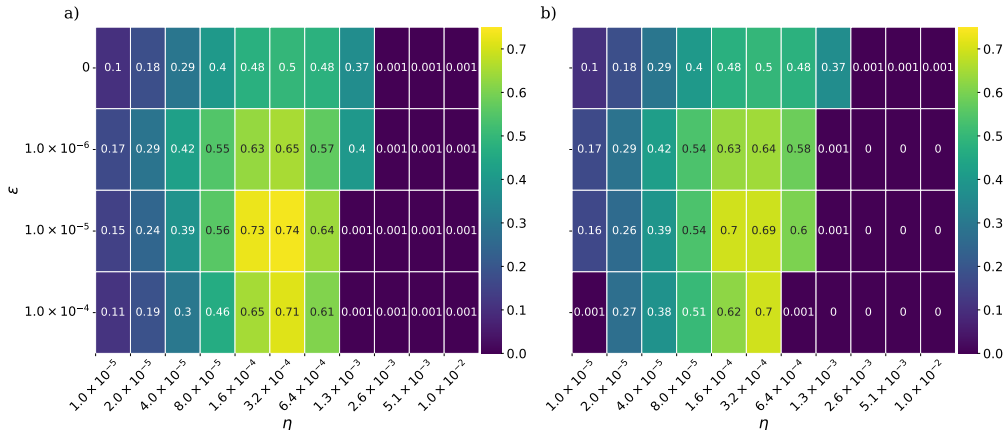 a)
0 0.1 0.18 0.29 0.4 0.48 0.5 0.48 0.37 0.001 0.001 0.001
1.0 × 10⁻⁶ 0.17 0.29 0.42 0.55 0.63 0.65 0.57 0.4 0.001 0.001 0.001
1.0 × 10⁻⁵ 0.15 0.24 0.39 0.56 0.73 0.74 0.64 0.001 0.001 0.001 0.001
1.0 × 10⁻⁴ 0.11 0.19 0.3 0.46 0.65 0.71 0.61 0.001 0.001 0.001 0.001
ε
1.0 × 10⁻⁵ 2.0 × 10⁻⁵ 4.0 × 10⁻⁵ 8.0 × 10⁻⁵ 1.6 × 10⁻⁴ 3.2 × 10⁻⁴ 6.4 × 10⁻⁴ 1.3 × 10⁻³ 2.6 × 10⁻³ 5.1 × 10⁻³ 1.0 × 10⁻²
η
0.7
0.6
0.5
0.4
0.3
0.2
0.1
0.0
b)
0.1 0.18 0.29 0.4 0.48 0.5 0.48 0.37 0.001 0.001 0.001
0.17 0.29 0.42 0.54 0.63 0.64 0.58 0.001 0 0 0
0.16 0.26 0.39 0.54 0.7 0.69 0.6 0.001 0 0 0
0.001 0.27 0.38 0.51 0.62 0.7 0.001 0 0 0 0
1.0 × 10⁻⁵ 2.0 × 10⁻⁵ 4.0 × 10⁻⁵ 8.0 × 10⁻⁵ 1.6 × 10⁻⁴ 3.2 × 10⁻⁴ 6.4 × 10⁻⁴ 1.3 × 10⁻³ 2.6 × 10⁻³ 5.1 × 10⁻³ 1.0 × 10⁻²
η
0.7
0.6
0.5
0.4
0.3
0.2
0.1
0.0